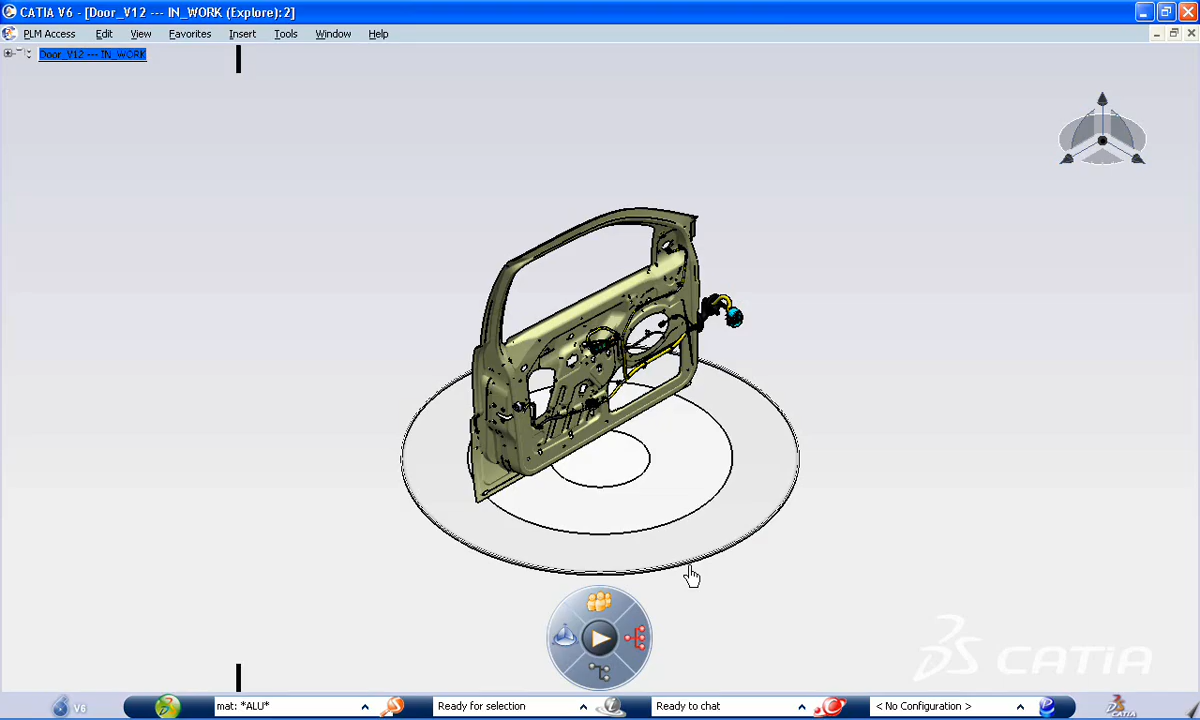 CATIA V6 - [Door_V12 --- IN_WORK (Explore):2]
PLM Access Edit View Favorites Insert Tools Window Help
Door_V12 --- IN_WORK
CATIA
V6 mat: *ALU* Ready for selection Ready to chat < No Configuration > CATIA